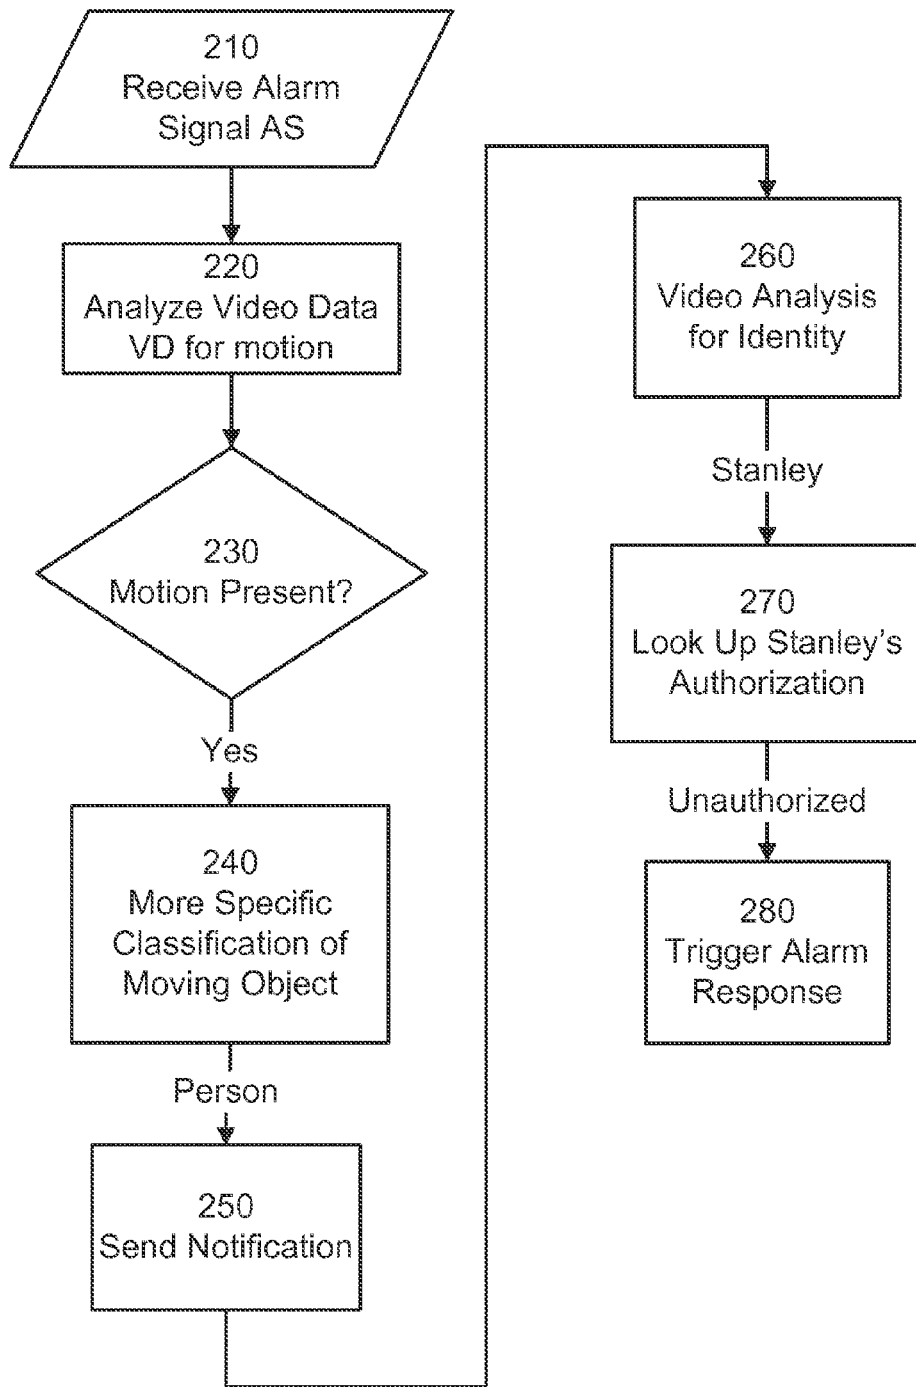 210
Receive Alarm
Signal AS
220
Analyze Video Data
VD for motion
230
Motion Present?
Yes
240
More Specific
Classification of
Moving Object
Person
250
Send Notification
260
Video Analysis
for Identity
Stanley
270
Look Up Stanley's
Authorization
Unauthorized
280
Trigger Alarm
Response